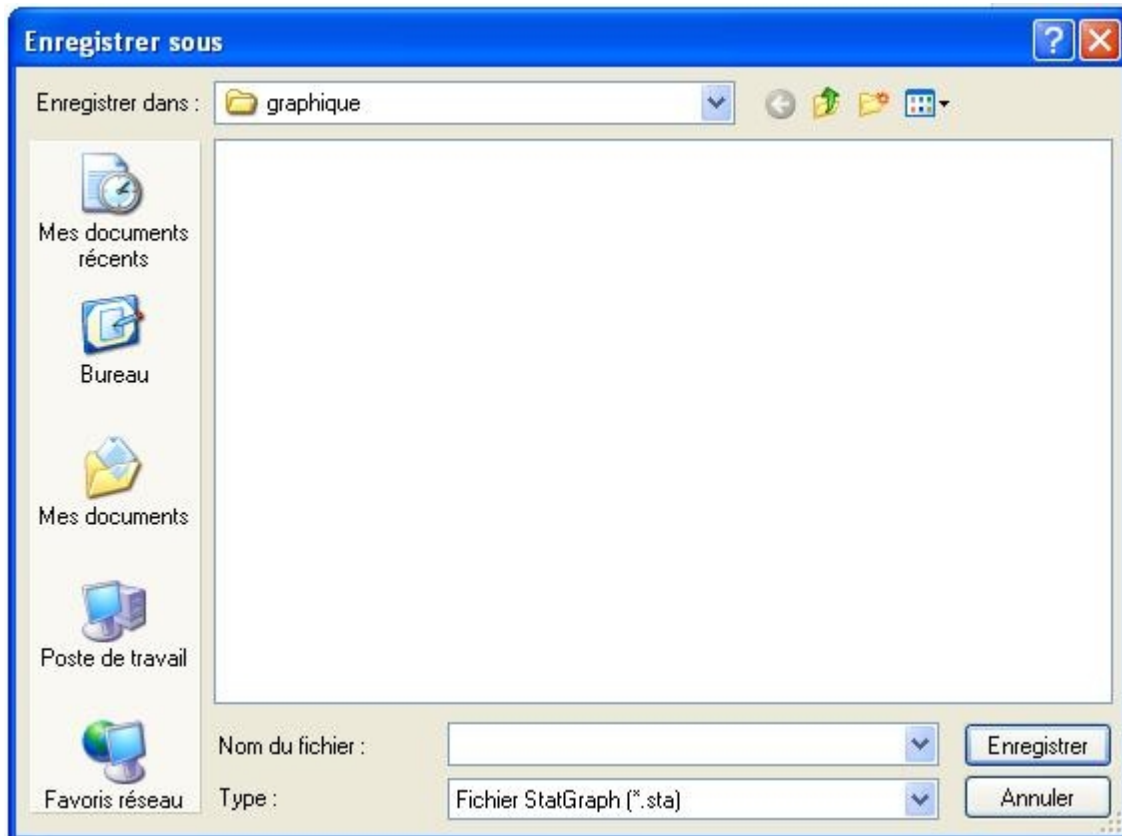 Enregistrer sous
Enregistrer dans :
graphique
Mes documents
récents
Bureau
Mes documents
Poste de travail
Favoris réseau
Nom du fichier :
Enregistrer
Type :
Fichier StatGraph (*.sta)
Annuler